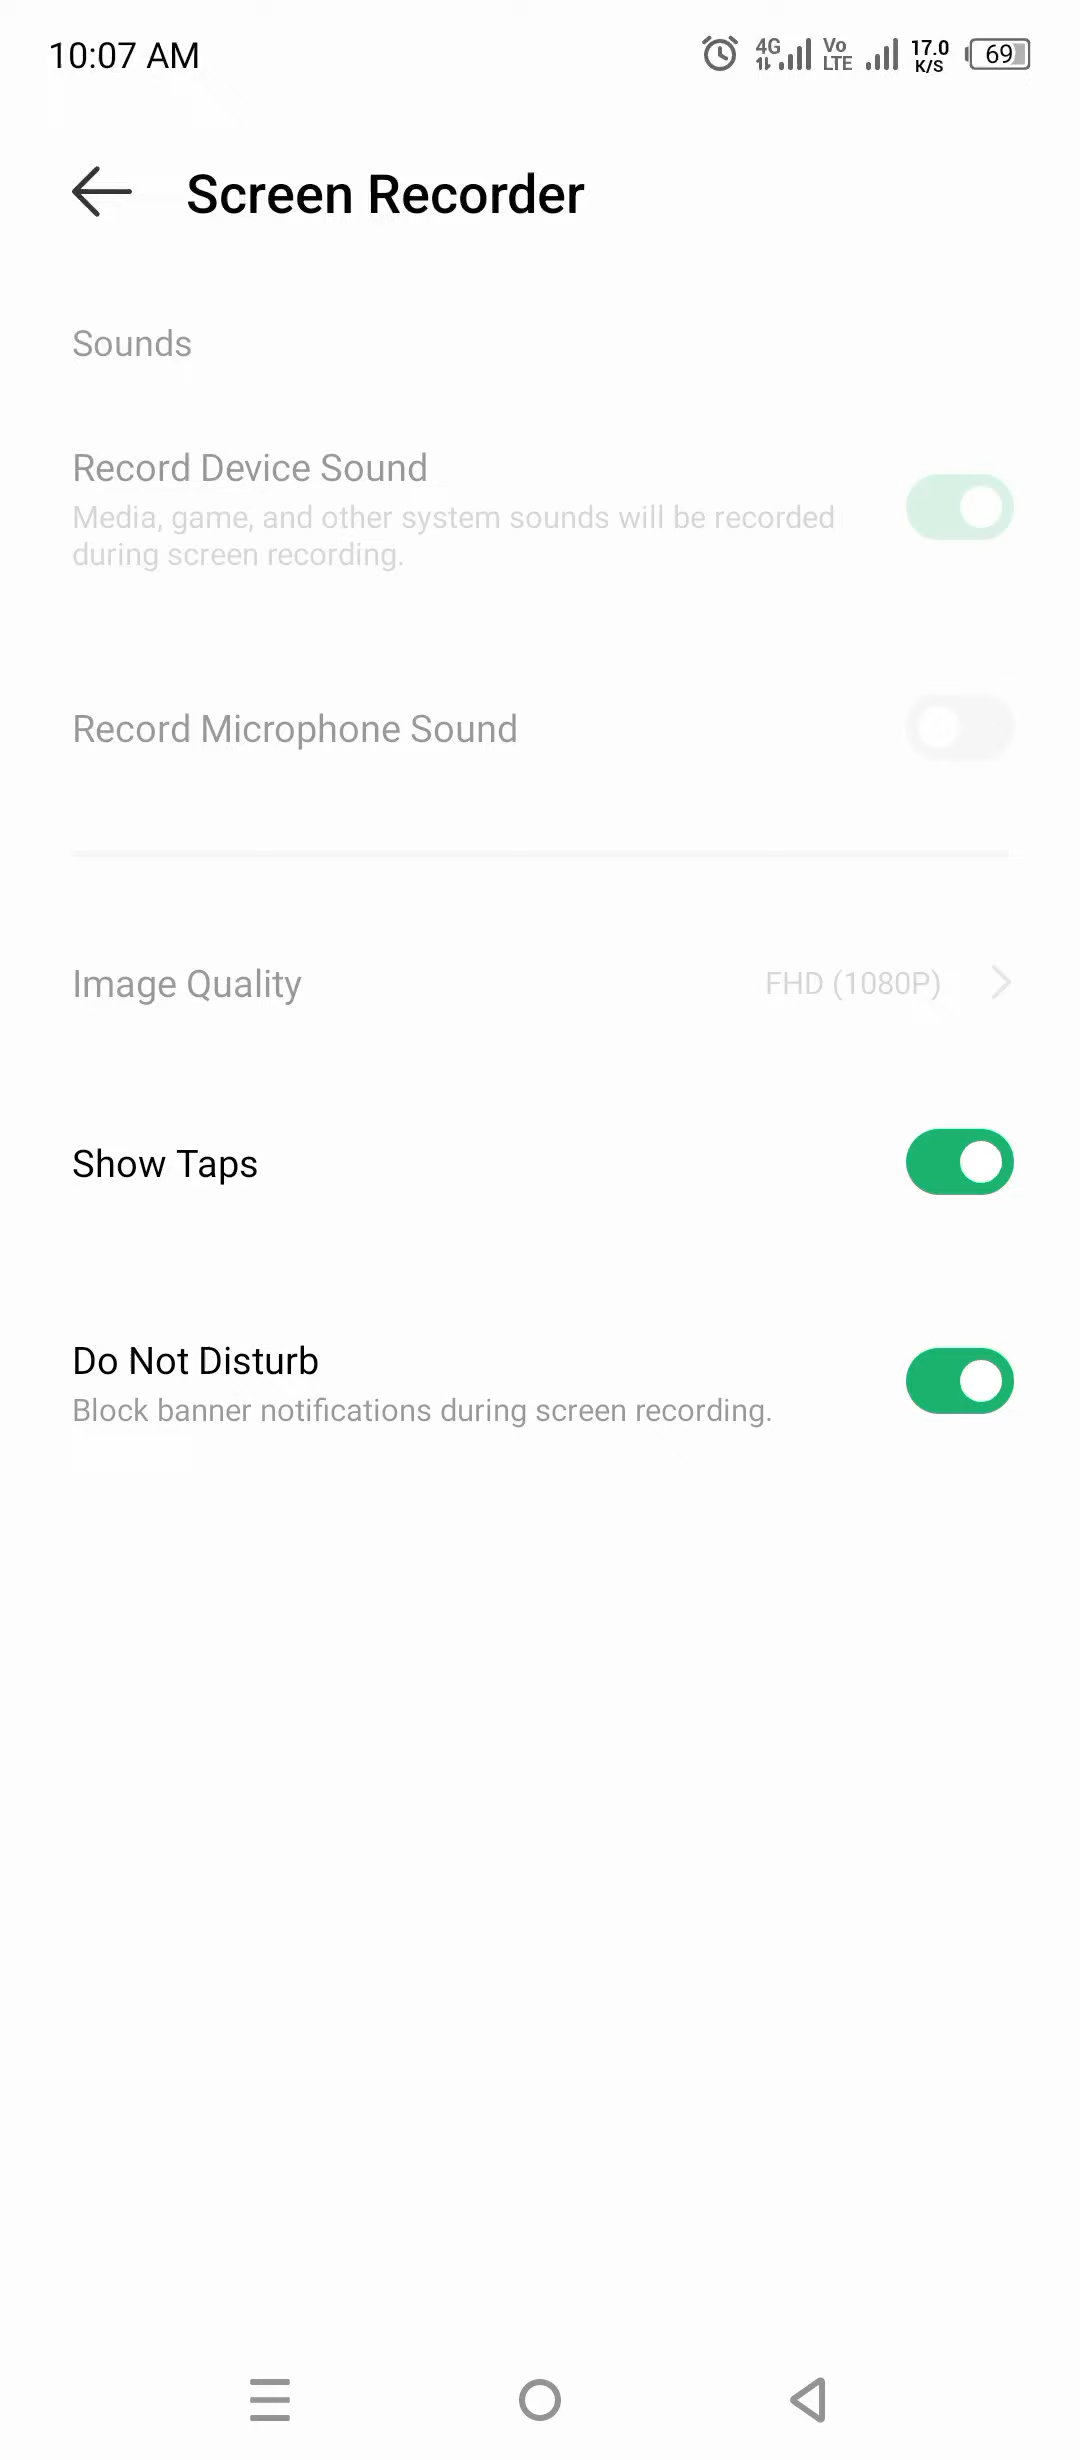 10:07 AM 4G Vo LTE 17.0 K/S 69
Screen Recorder
Sounds
Record Device Sound
Media, game, and other system sounds will be recorded
during screen recording.
Record Microphone Sound
Image Quality FHD (1080P)
Show Taps
Do Not Disturb
Block banner notifications during screen recording.